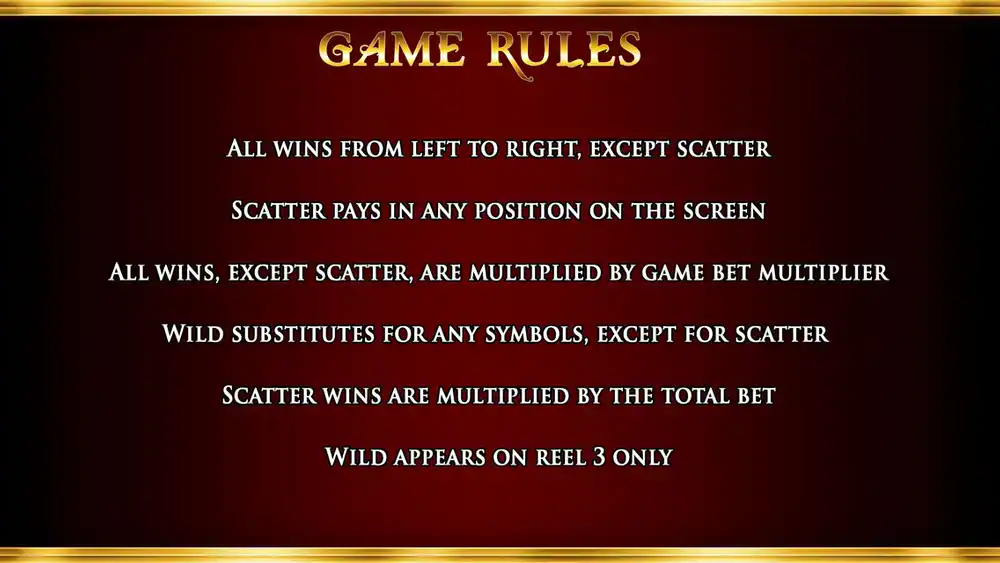 GAME RULES
ALL WINS FROM LEFT TO RIGHT, EXCEPT SCATTER
SCATTER PAYS IN ANY POSITION ON THE SCREEN
ALL WINS, EXCEPT SCATTER, ARE MULTIPLIED BY GAME BET MULTIPLIER
WILD SUBSTITUTES FOR ANY SYMBOLS, EXCEPT FOR SCATTER
SCATTER WINS ARE MULTIPLIED BY THE TOTAL BET
WILD APPEARS ON REEL 3 ONLY